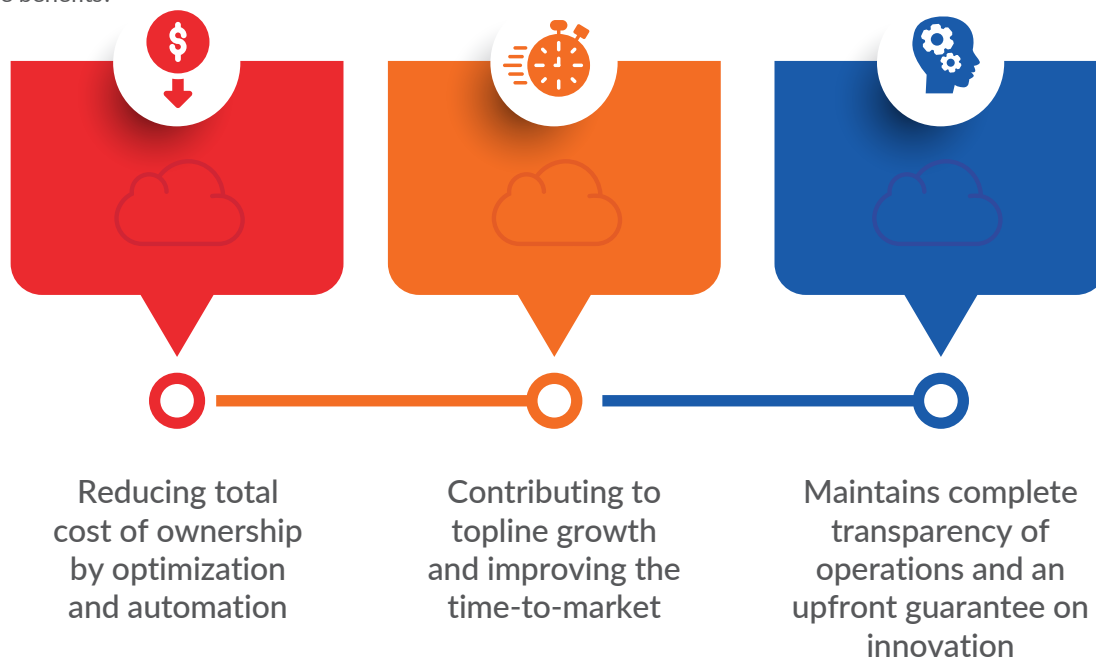 benefits.
Reducing total
cost of ownership
by optimization
and automation
Contributing to
topline growth
and improving the
time-to-market
Maintains complete
transparency of
operations and an
upfront guarantee on
innovation